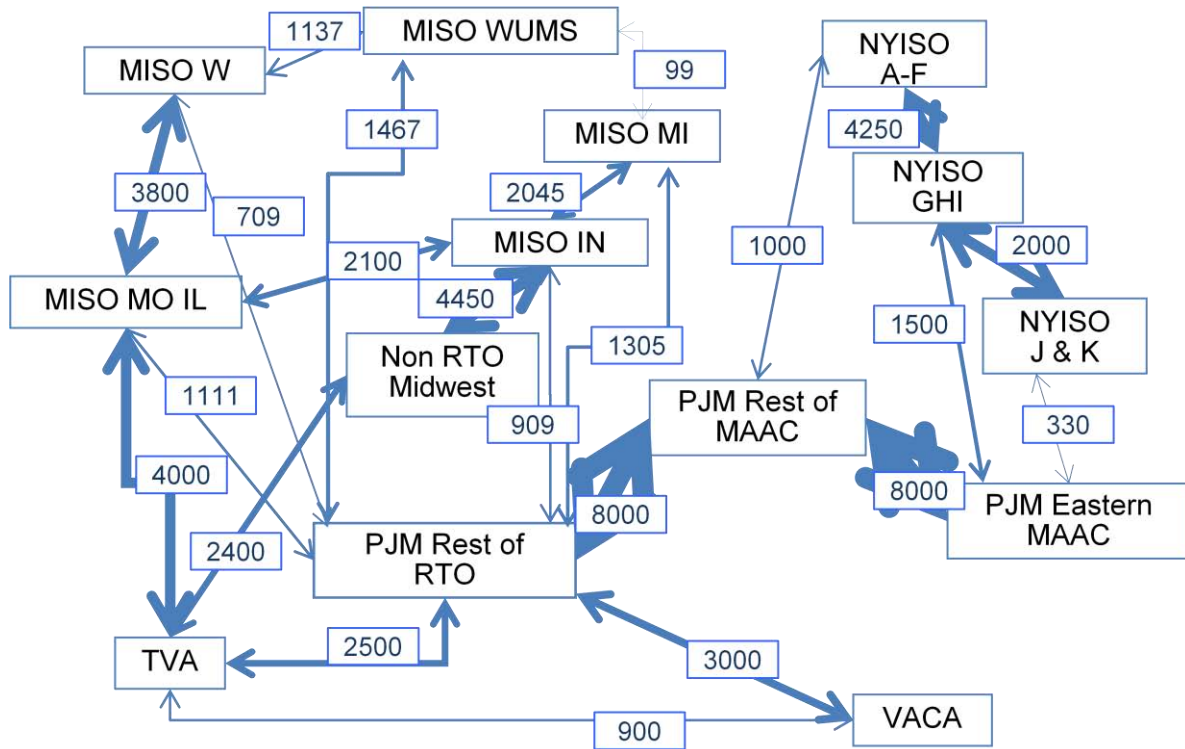 MISO WUMS
1137
NYISO
A-F
MISO W
99
1467
MISO MI
4250
NYISO
GHI
3800
2045
709
MISO IN
1000
2000
2100
MISO MO IL
4450
NYISO
J & K
1500
Non RTO
Midwest
1305
1111
PJM Rest of
MAAC
909
330
4000
8000
8000
PJM Eastern
MAAC
2400
PJM Rest of
RTO
TVA
2500
3000
VACA
900